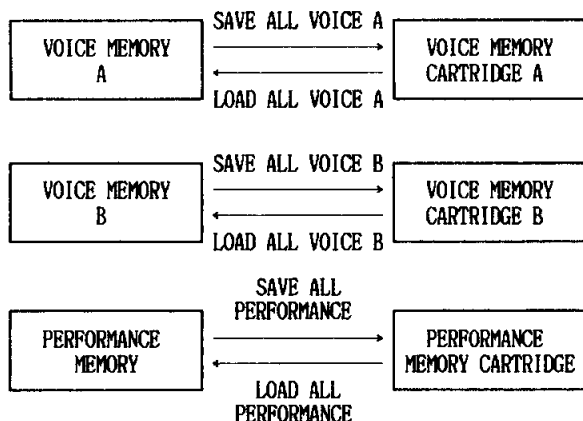 SAVE ALL VOICE A
VOICE MEMORY
A
VOICE MEMORY
CARTRIDGE A
LOAD ALL VOICE A
SAVE ALL VOICE B
VOICE MEMORY
B
VOICE MEMORY
CARTRIDGE B
LOAD ALL VOICE B
SAVE ALL
PERFORMANCE
PERFORMANCE
MEMORY
PERFORMANCE
MEMORY CARTRIDGE
LOAD ALL
PERFORMANCE